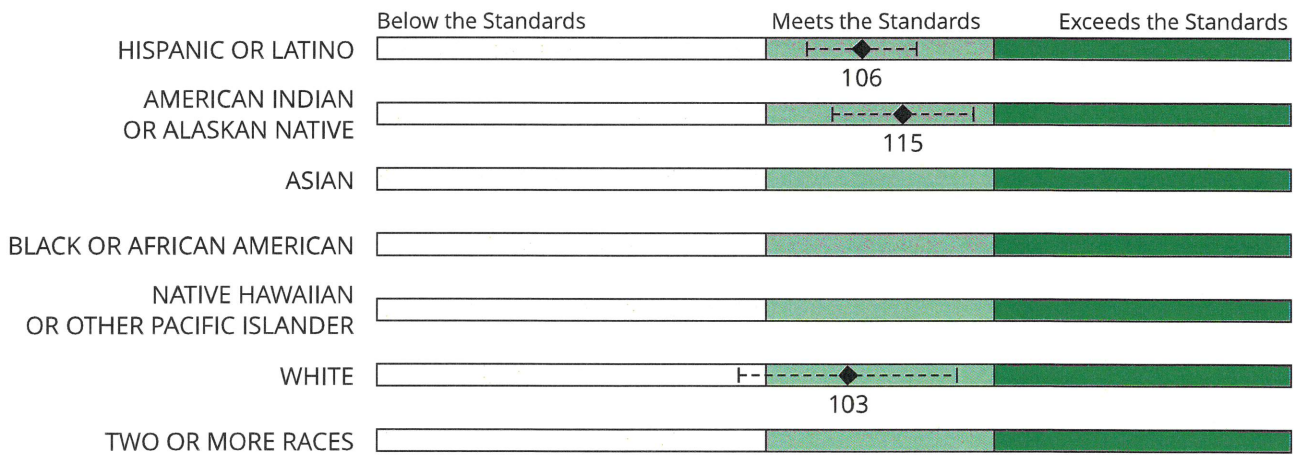 Below the Standards Meets the Standards Exceeds the Standards
HISPANIC OR LATINO
106
AMERICAN INDIAN
OR ALASKAN NATIVE
115
ASIAN
BLACK OR AFRICAN AMERICAN
NATIVE HAWAIIAN
OR OTHER PACIFIC ISLANDER
WHITE
103
TWO OR MORE RACES